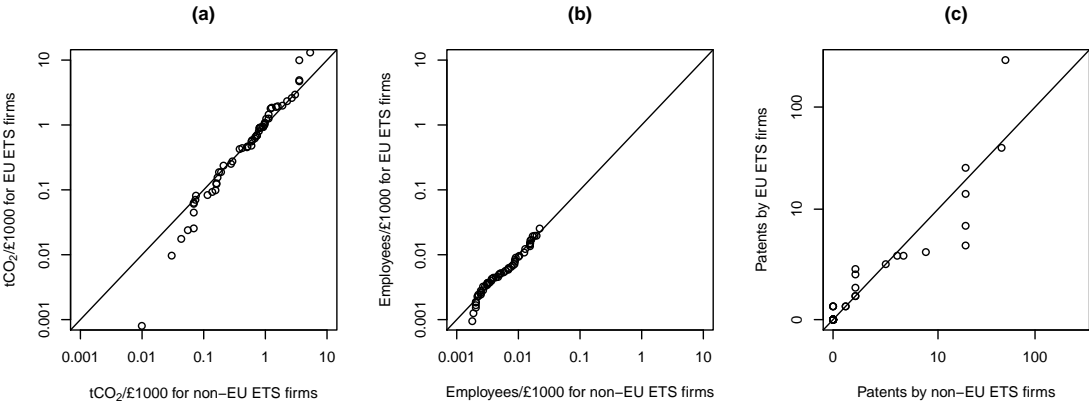 (a)
tCO2/£1000 for EU ETS firms
10
1
0.1
0.01
0.001
0.001 0.01 0.1 1 10
tCO2/£1000 for non−EU ETS firms
(b)
Employees/£1000 for EU ETS firms
10
1
0.1
0.01
0.001
0.001 0.01 0.1 1 10
Employees/£1000 for non−EU ETS firms
(c)
Patents by EU ETS firms
100
10
0
0 10 100
Patents by non−EU ETS firms